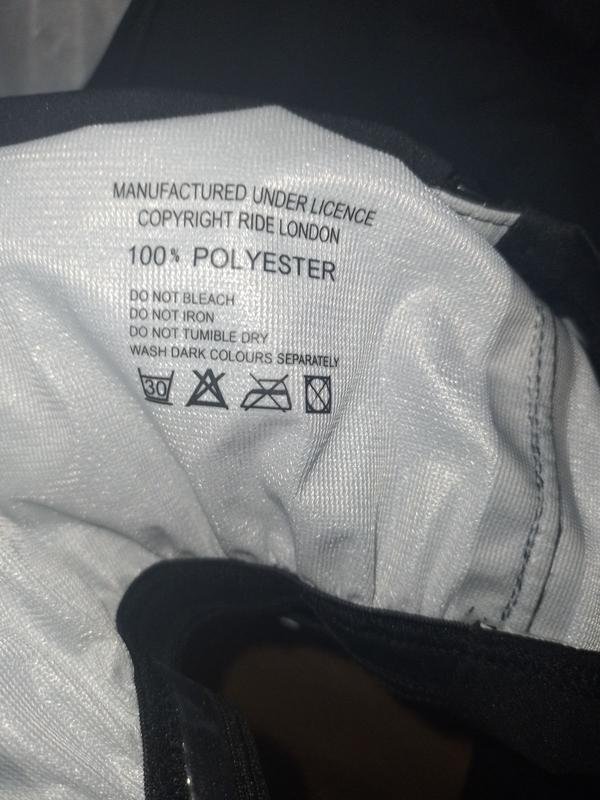 MANUFACTURED UNDER LICENCE
COPYRIGHT RIDE LONDON
100% POLYESTER
DO NOT BLEACH
DO NOT IRON
DO NOT TUMIBLE DRY
WASH DARK COLOURS SEPARATELY
30